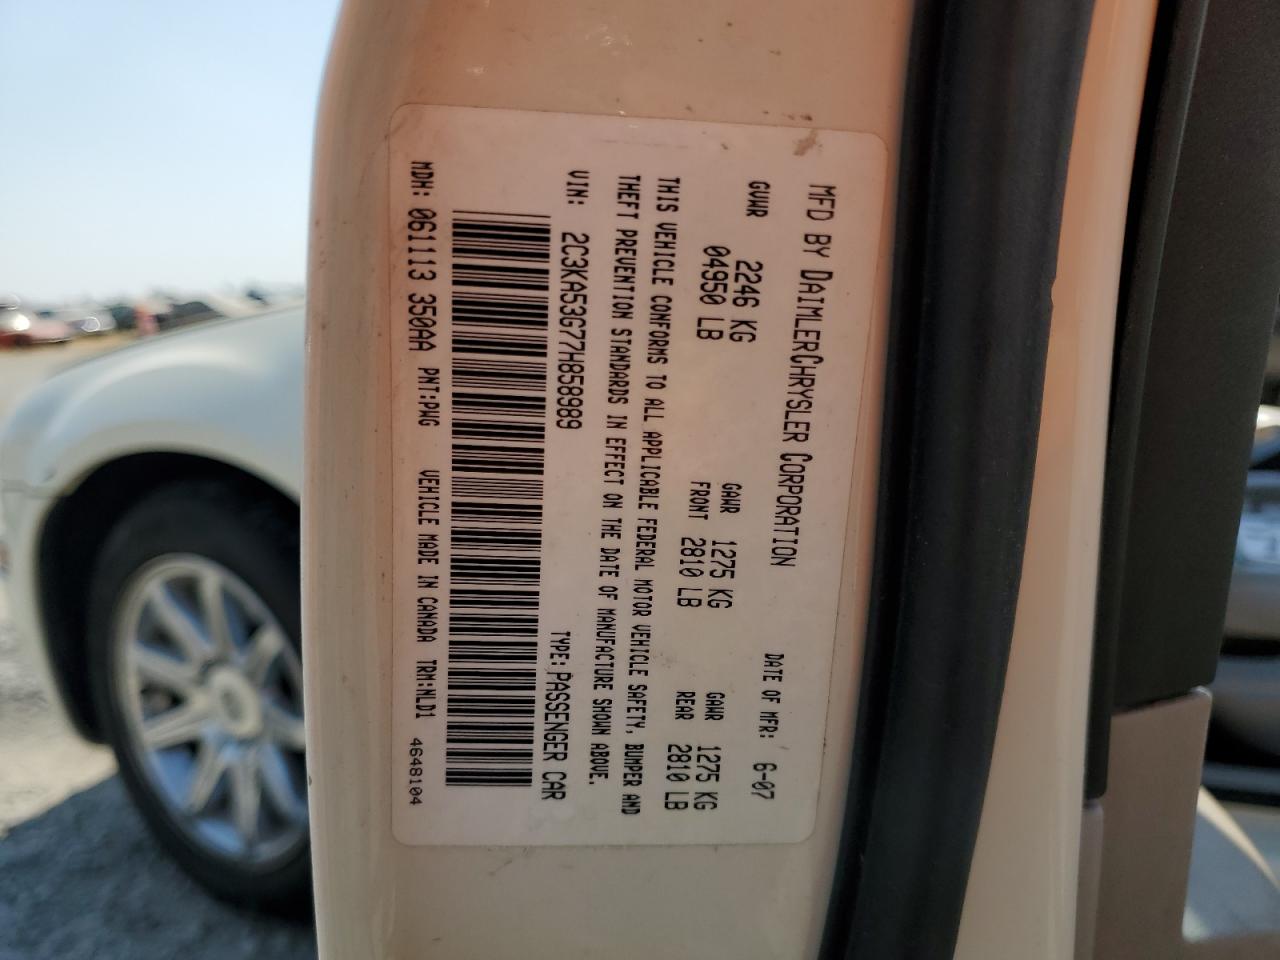 MFD BY DAIMLERCHRYSLER CORPORATION DATE OF MFR: 6-07
GVWR 2246 KG GAWR 1275 KG GAWR 1275 KG
04950 LB FRONT 2810 LB REAR 2810 LB
THIS VEHICLE CONFORMS TO ALL APPLICABLE FEDERAL MOTOR VEHICLE SAFETY, BUMPER AND
THEFT PREVENTION STANDARDS IN EFFECT ON THE DATE OF MANUFACTURE SHOWN ABOVE.
VIN: 2C3KA53G77H858989 TYPE: PASSENGER CAR
MDH: 061113 350AA PNT:PWG VEHICLE MADE IN CANADA TRM:NLD1 4648104